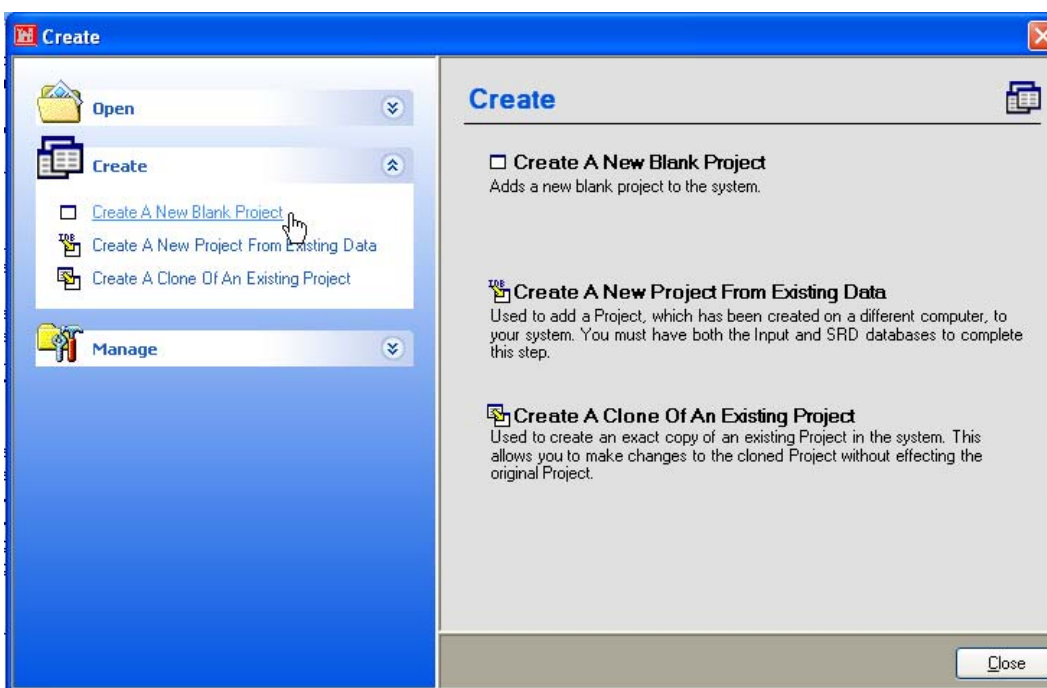 Create
Open
Create
Create A New Blank Project
Create A New Project From Existing Data
Create A Clone Of An Existing Project
Manage
Create
Create A New Blank Project
Adds a new blank project to the system.
Create A New Project From Existing Data
Used to add a Project, which has been created on a different computer, to
your system. You must have both the Input and SRD databases to complete
this step.
Create A Clone Of An Existing Project
Used to create an exact copy of an existing Project in the system. This
allows you to make changes to the cloned Project without effecting the
original Project.
Close